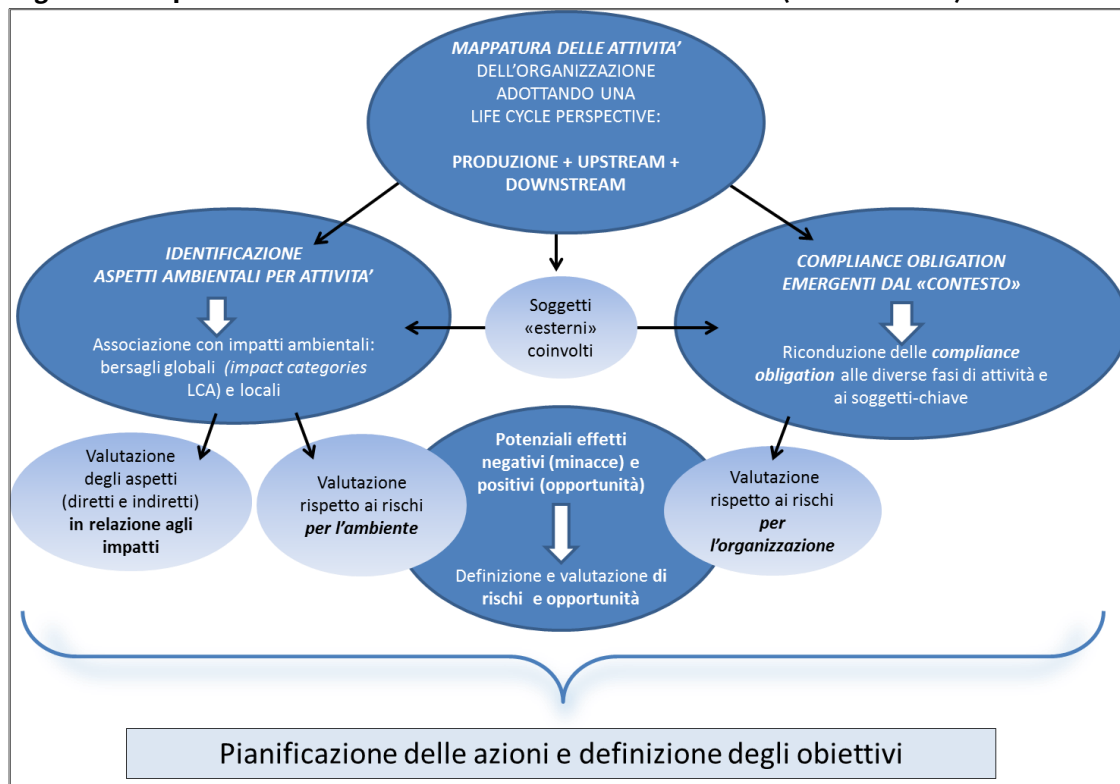 MAPPATURA DELLE ATTIVITA’
DELL’ORGANIZZAZIONE
ADOTTANDO UNA
LIFE CYCLE PERSPECTIVE:
PRODUZIONE + UPSTREAM +
DOWNSTREAM
IDENTIFICAZIONE
ASPETTI AMBIENTALI PER ATTIVITA’
Associazione con impatti ambientali:
bersagli globali (impact categories
LCA) e locali
Soggetti
«esterni»
coinvolti
COMPLIANCE OBLIGATION
EMERGENTI DAL «CONTESTO»
Riconduzione delle compliance
obligation alle diverse fasi di attività e
ai soggetti-chiave
Valutazione
degli aspetti
(diretti e indiretti)
in relazione agli
impatti
Valutazione
rispetto ai rischi
per l’ambiente
Potenziali effetti
negativi (minacce) e
positivi (opportunità)
Definizione e valutazione di
rischi e opportunità
Valutazione
rispetto ai rischi
per
l’organizzazione
Pianificazione delle azioni e definizione degli obiettivi